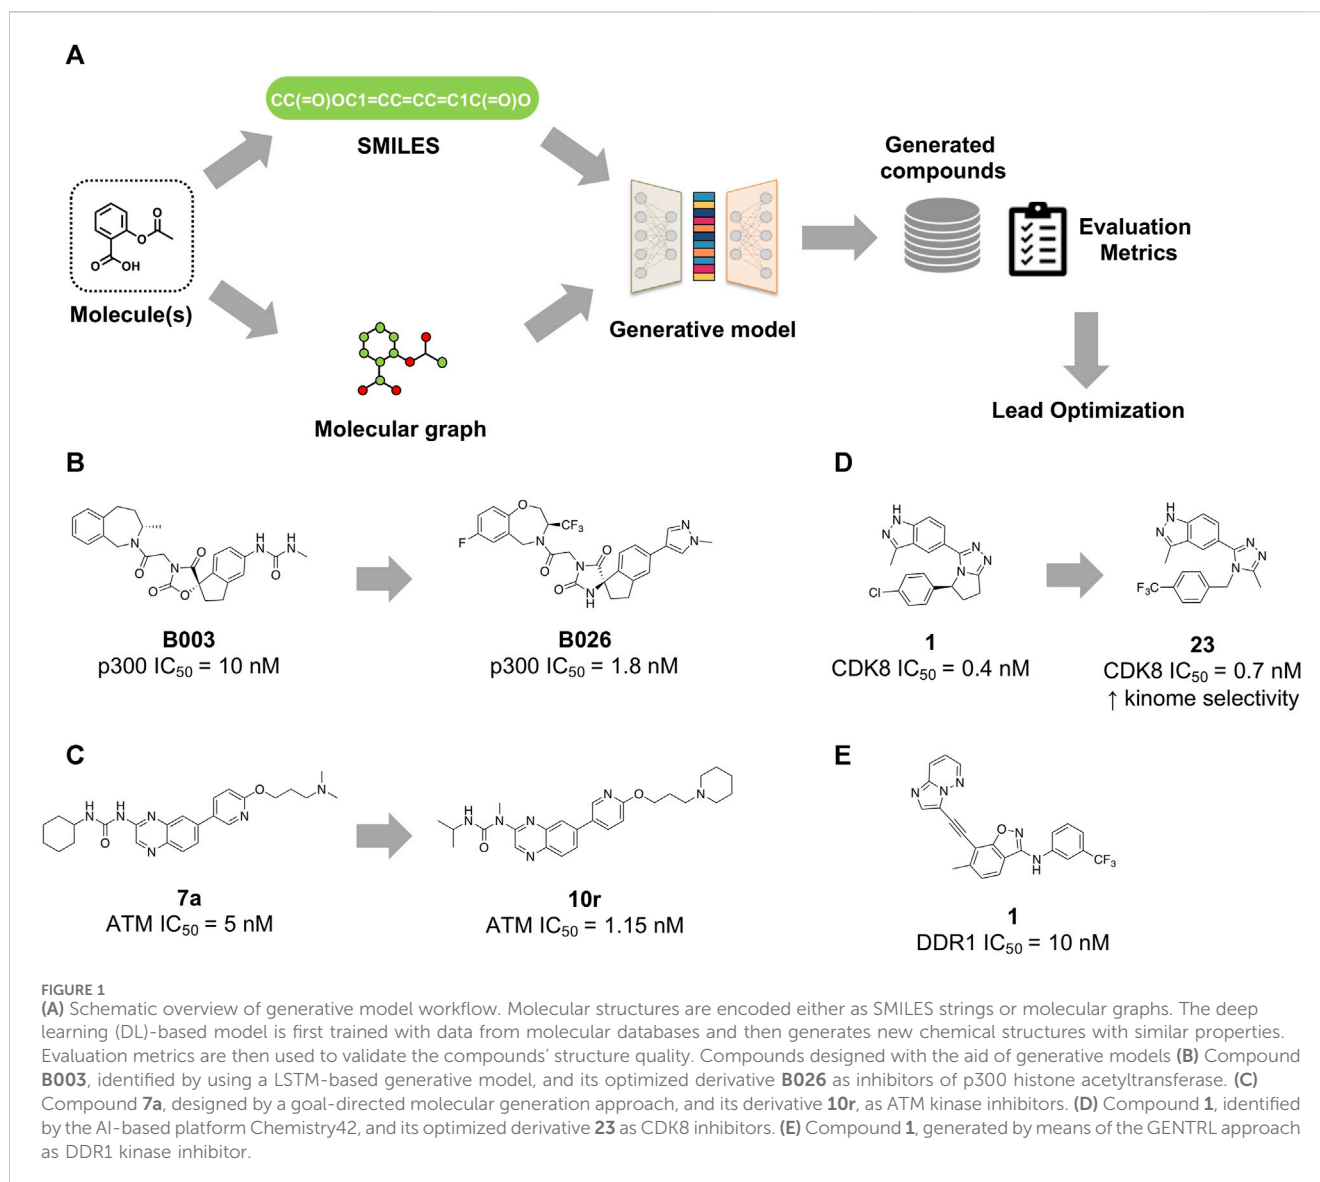 A
CC(=O)OC1=CC=CC=C1C(=O)O
SMILES
O
O
O
OH
Molecule(s)
Molecular graph
Generative model
Generated
compounds
Evaluation
Metrics
Lead Optimization
B
N
O
N
O
O
O
H
N
H
N
O
B003
p300 IC50 = 10 nM
O
CF3
F
N
O
N
O
O
N
H
N
N
B026
p300 IC50 = 1.8 nM
D
H
N
N
N
N
N
Cl
1
CDK8 IC50 = 0.4 nM
H
N
N
N
N
N
F3C
23
CDK8 IC50 = 0.7 nM
↑ kinome selectivity
C
H
N
H
N
O
N
N
N
O
N
7a
ATM IC50 = 5 nM
H
N
N
O
N
N
N
O
N
10r
ATM IC50 = 1.15 nM
E
N
N
N
O
N
N
H
CF3
1
DDR1 IC50 = 10 nM
FIGURE 1
(A) Schematic overview of generative model workflow. Molecular structures are encoded either as SMILES strings or molecular graphs. The deep
learning (DL)-based model is first trained with data from molecular databases and then generates new chemical structures with similar properties.
Evaluation metrics are then used to validate the compounds’ structure quality. Compounds designed with the aid of generative models (B) Compound
B003, identified by using a LSTM-based generative model, and its optimized derivative B026 as inhibitors of p300 histone acetyltransferase. (C)
Compound 7a, designed by a goal-directed molecular generation approach, and its derivative 10r, as ATM kinase inhibitors. (D) Compound 1, identified
by the AI-based platform Chemistry42, and its optimized derivative 23 as CDK8 inhibitors. (E) Compound 1, generated by means of the GENTRL approach
as DDR1 kinase inhibitor.